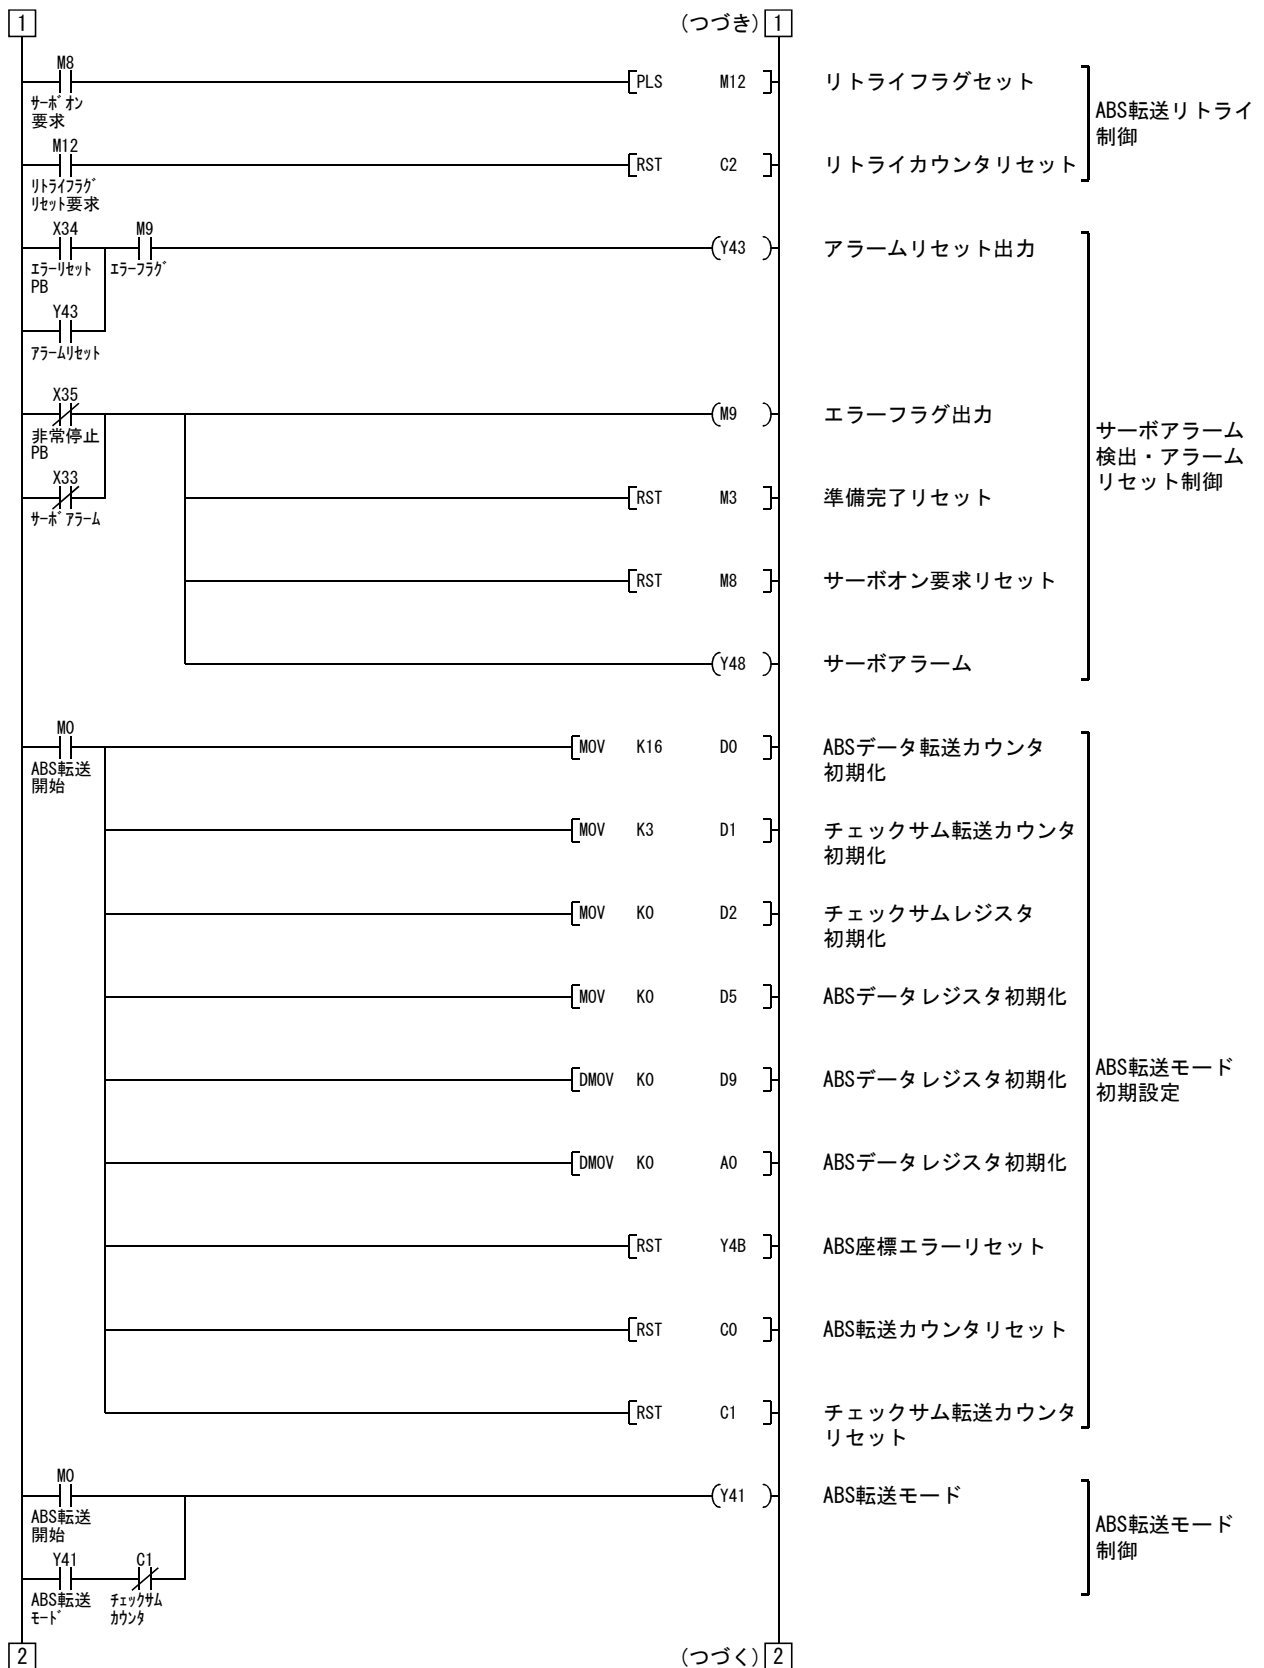 1 (つづき) 1
M8
PLS M12 リトライフラグセット
サーボオン
要求
ABS転送リトライ
制御
M12
RST C2 リトライカウンタリセット
リトライフラグ
リセット要求
X34 M9
Y43 アラームリセット出力
エラーリセット エラーフラグ
PB
Y43
アラームリセット
X35
M9 エラーフラグ出力
非常停止
PB
サーボアラーム
検出・アラーム
リセット制御
X33
RST M3 準備完了リセット
サーボアラーム
RST M8 サーボオン要求リセット
Y48 サーボアラーム
M0
MOV K16 D0 ABSデータ転送カウンタ
初期化
ABS転送
開始
MOV K3 D1 チェックサム転送カウンタ
初期化
MOV K0 D2 チェックサムレジスタ
初期化
MOV K0 D5 ABSデータレジスタ初期化
DMOV K0 D9 ABSデータレジスタ初期化
ABS転送モード
初期設定
DMOV K0 A0 ABSデータレジスタ初期化
RST Y4B ABS座標エラーリセット
RST C0 ABS転送カウンタリセット
RST C1 チェックサム転送カウンタ
リセット
M0
Y41 ABS転送モード
ABS転送
開始
ABS転送モード
制御
Y41 C1
ABS転送 チェックサム
モード カウンタ
2 (つづく) 2